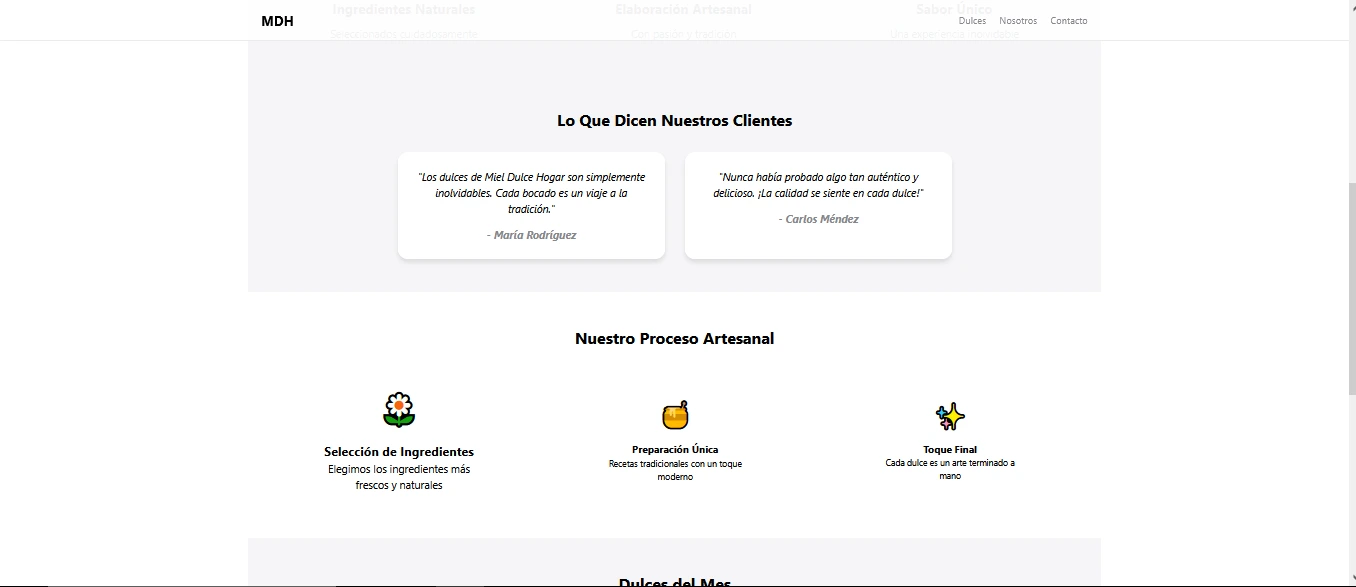 Ingredientes Naturales
Elaboración Artesanal
Sabor Único
MDH
Dulces
Nosotros
Contacto
Seleccionados cuidadosamente
Con pasión y tradición
Una experiencia inolvidable
Lo Que Dicen Nuestros Clientes
"Los dulces de Miel Dulce Hogar son simplemente
inolvidables. Cada bocado es un viaje a la
tradición."
- María Rodríguez
"Nunca había probado algo tan auténtico y
delicioso. ¡La calidad se siente en cada dulce!"
- Carlos Méndez
Nuestro Proceso Artesanal
Selección de Ingredientes
Elegimos los ingredientes más
frescos y naturales
Preparación Única
Recetas tradicionales con un toque
moderno
Toque Final
Cada dulce es un arte terminado a
mano
Dulces del Mes